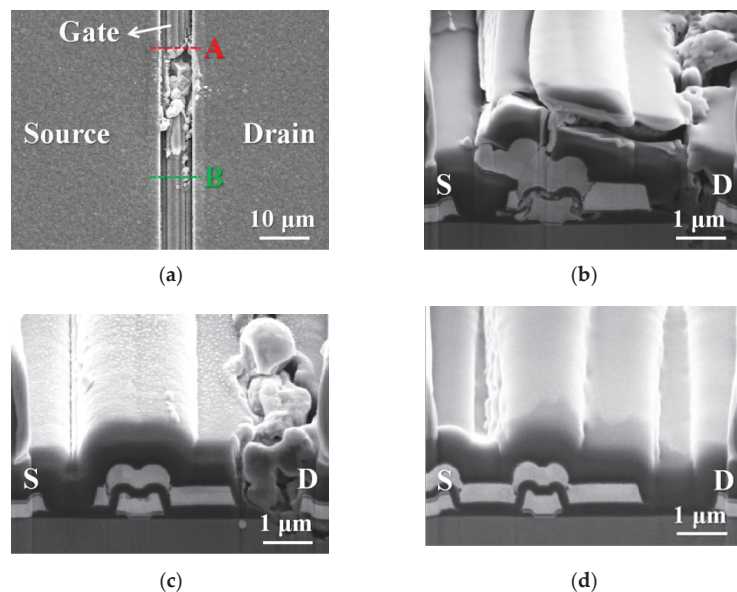 Gate
A
Source
Drain
B
10 μm
(a)
S
D
1 μm
(b)
S
D
1 μm
(c)
S
D
1 μm
(d)